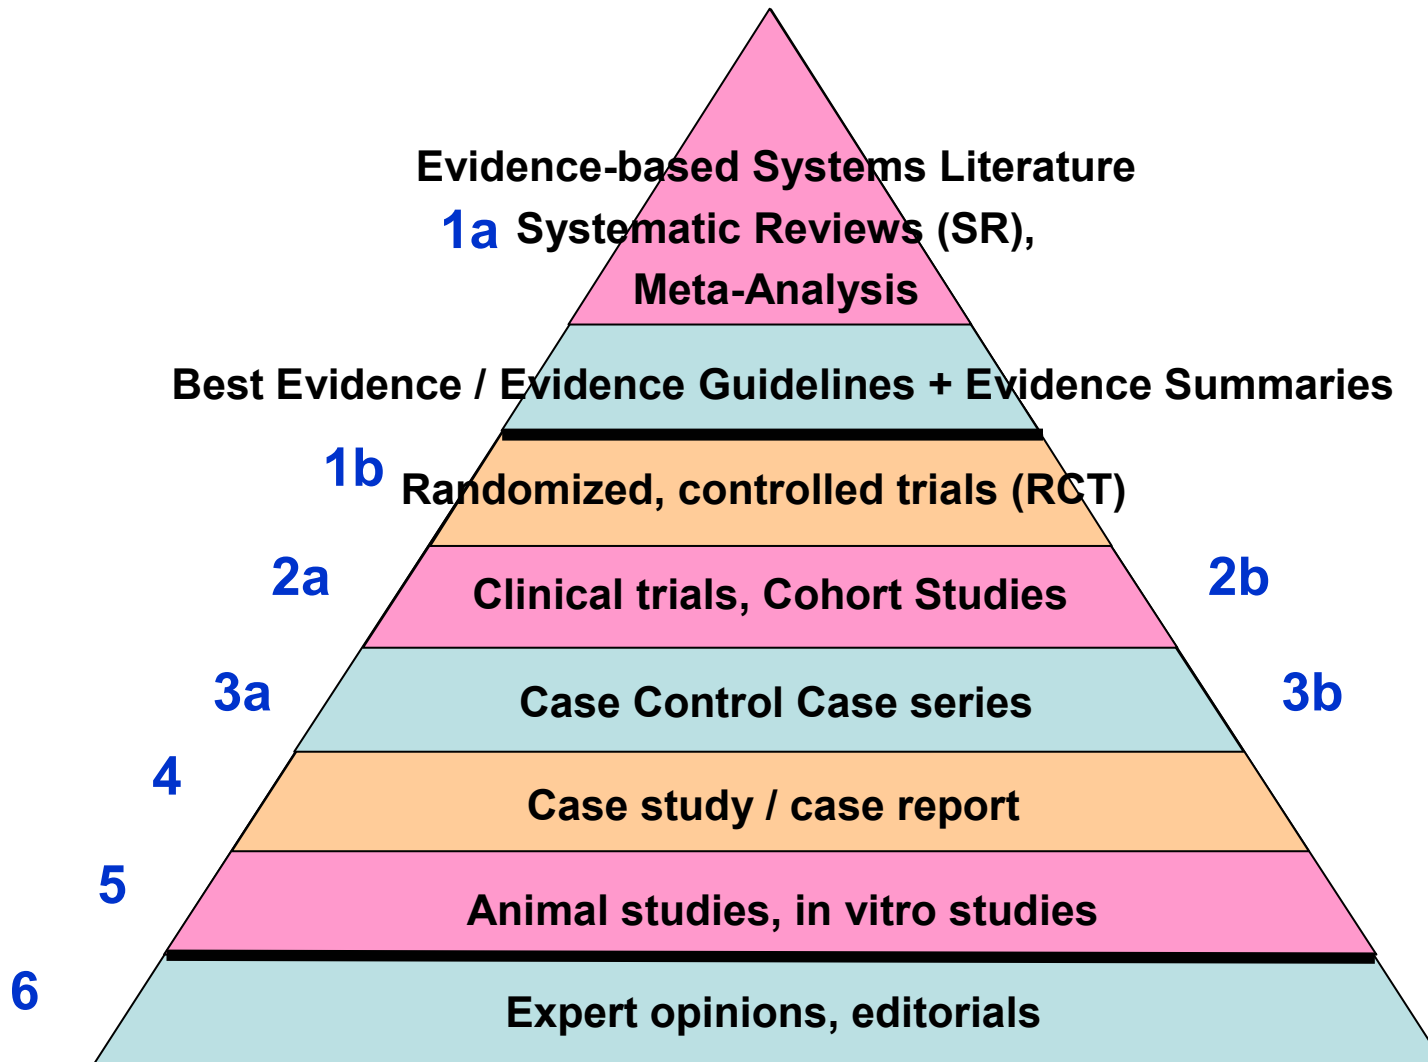 Evidence-based Systems Literature
1a Systematic Reviews (SR),
Meta-Analysis
Best Evidence / Evidence Guidelines + Evidence Summaries
1b Randomized, controlled trials (RCT)
2a Clinical trials, Cohort Studies 2b
3a Case Control Case series 3b
4 Case study / case report
5 Animal studies, in vitro studies
6 Expert opinions, editorials